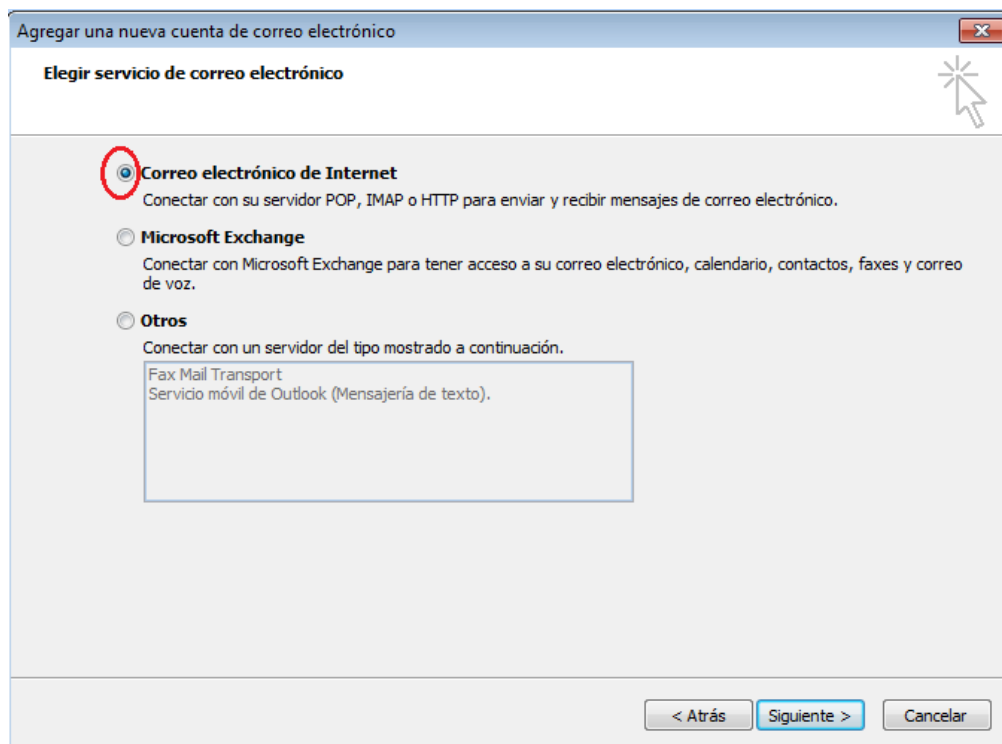 Agregar una nueva cuenta de correo electrónico
Elegir servicio de correo electrónico
Correo electrónico de Internet
Conectar con su servidor POP, IMAP o HTTP para enviar y recibir mensajes de correo electrónico.
Microsoft Exchange
Conectar con Microsoft Exchange para tener acceso a su correo electrónico, calendario, contactos, faxes y correo
de voz.
Otros
Conectar con un servidor del tipo mostrado a continuación.
Fax Mail Transport
Servicio móvil de Outlook (Mensajería de texto).
< Atrás Siguiente > Cancelar